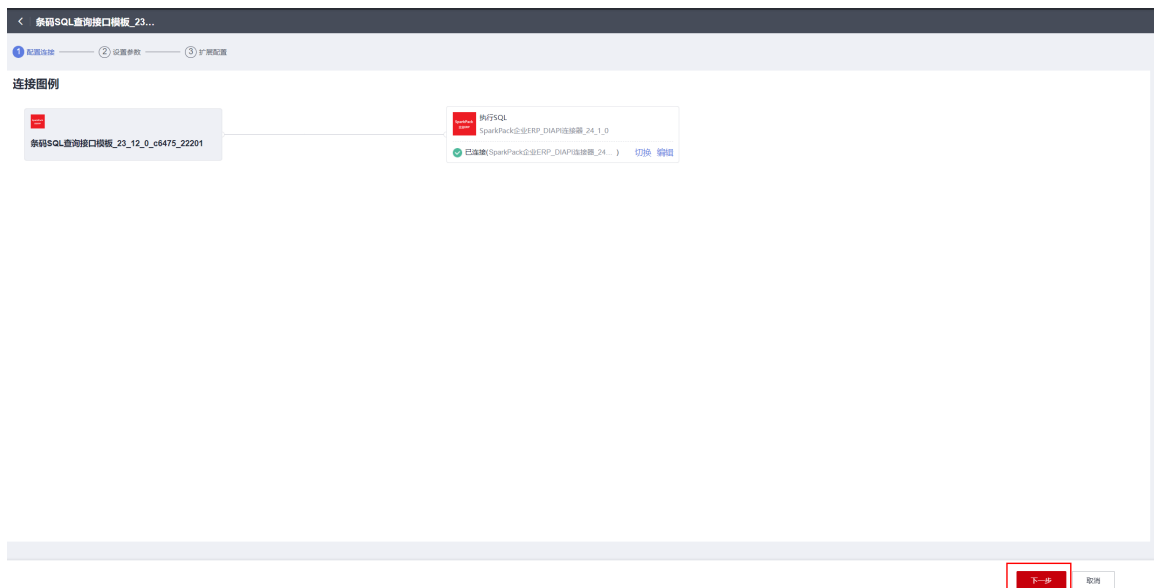 条码SQL查询接口模板_23...
1 配置连接 2 设置参数 3 扩展配置
连接图例
条码SQL查询接口模板_23_12_0_c6475_22201
SparkPack
执行SQL
SparkPack企业ERP_DIAPI连接器_24_1_0
已连接(SparkPack企业ERP_DIAPI连接器_24... ) 切换 编辑
下一步 取消